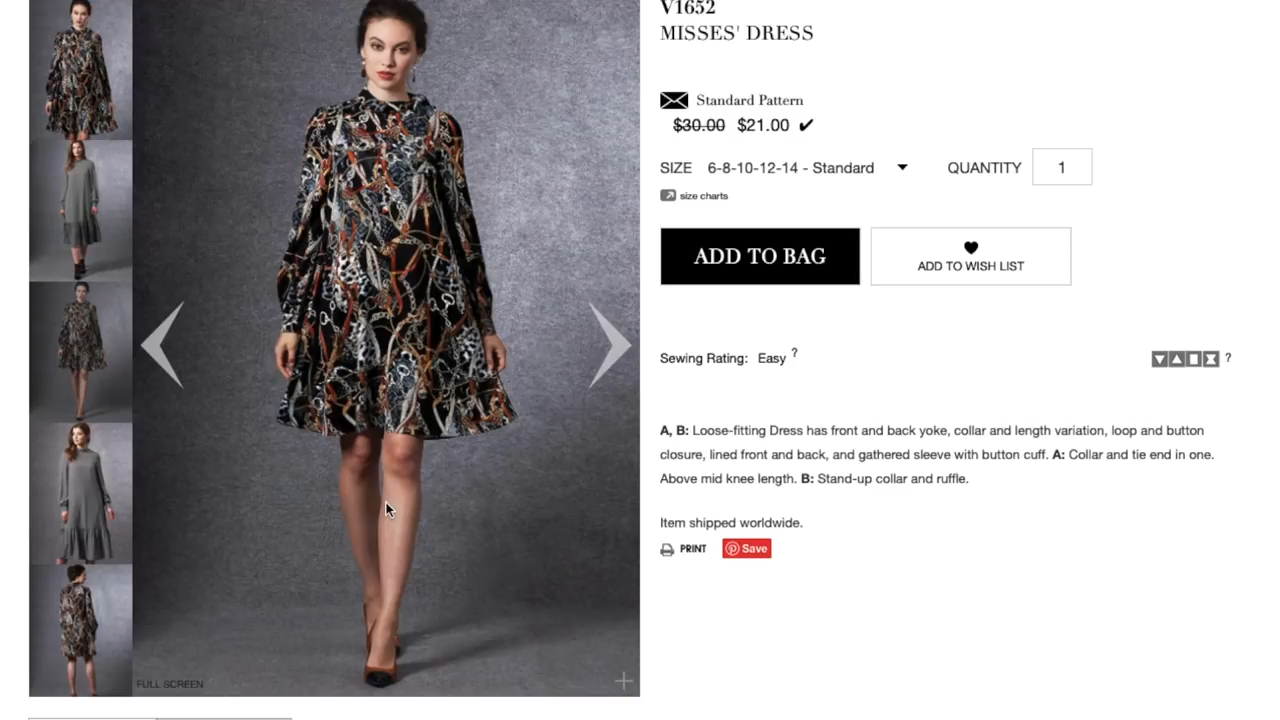 V1652
MISSES' DRESS
Standard Pattern
$30.00 $21.00 ✔
SIZE 6-8-10-12-14 - Standard QUANTITY 1
size charts
ADD TO BAG
ADD TO WISH LIST
Sewing Rating: Easy ?
?
A, B: Loose-fitting Dress has front and back yoke, collar and length variation, loop and button
closure, lined front and back, and gathered sleeve with button cuff. A: Collar and tie end in one.
Above mid knee length. B: Stand-up collar and ruffle.
Item shipped worldwide.
PRINT Save
FULL SCREEN